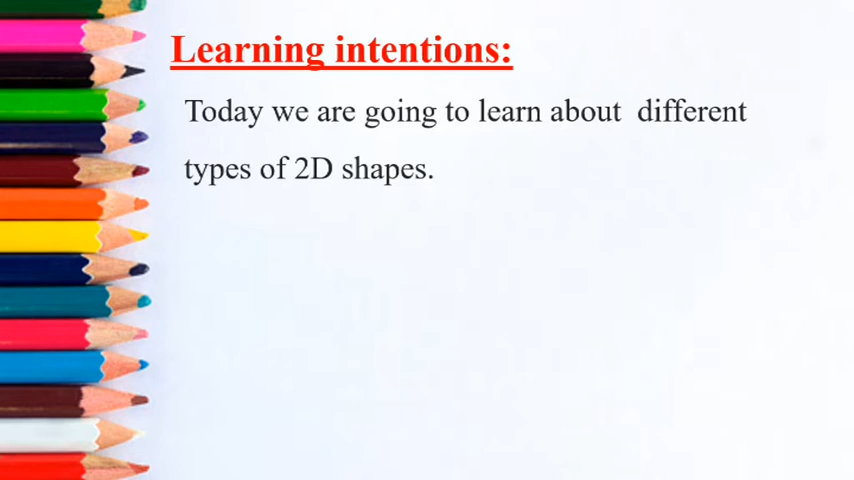 Learning intentions:
Today we are going to learn about different
types of 2D shapes.